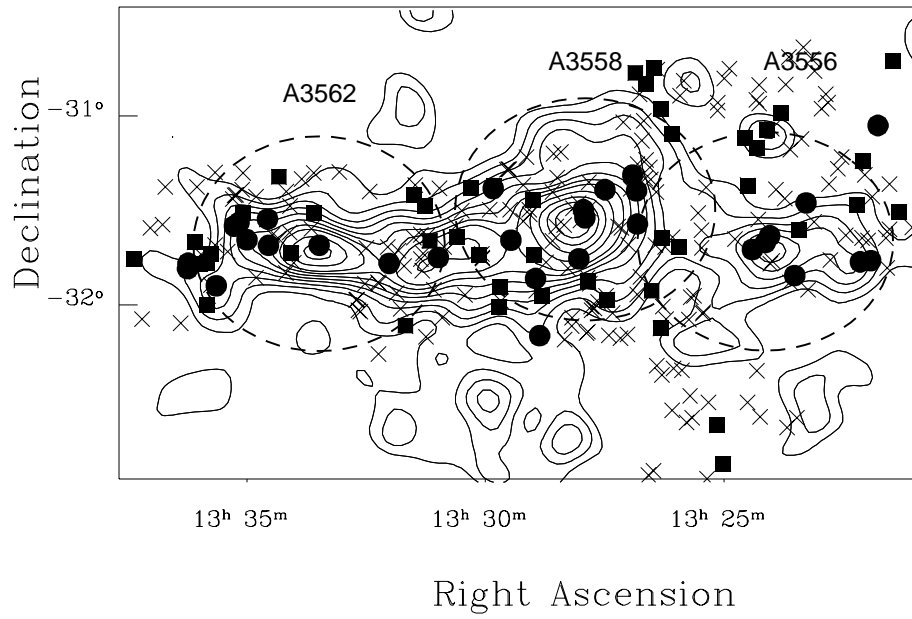 A3558
A3556
A3562
Declination
−31°
−32°
13ʰ 35ᵐ
13ʰ 30ᵐ
13ʰ 25ᵐ
Right Ascension